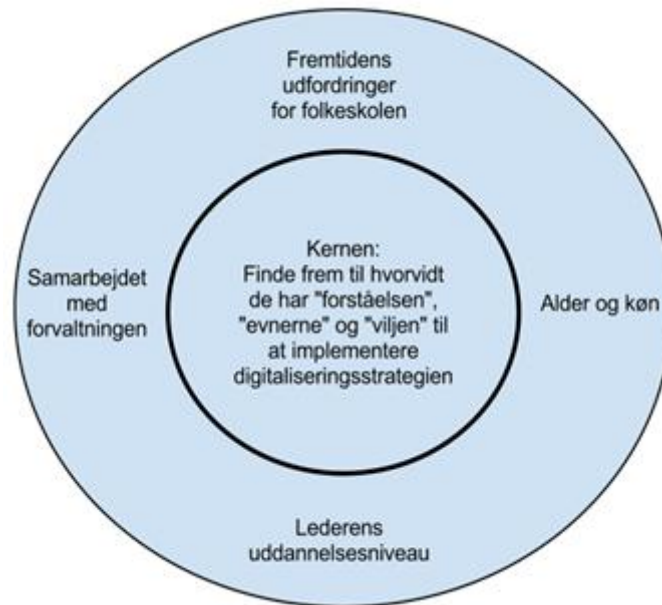 Fremtidens
udfordringer
for folkeskolen
Samarbejdet
med
forvaltningen
Kernen:
Finde frem til hvorvidt
de har "forståelsen",
"evnerne" og "viljen" til
at implementere
digitaliseringsstrategien
Alder og køn
Lederens
uddannelsesniveau